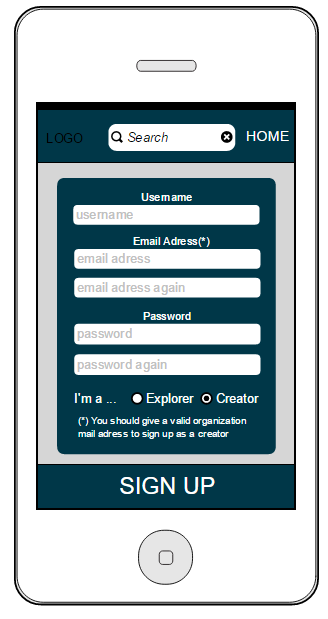 LOGO Search HOME
Username
username
Email Adress(*)
email adress
email adress again
Password
password
password again
I'm a ... Explorer Creator
(*) You should give a valid organization
mail adress to sign up as a creator
SIGN UP